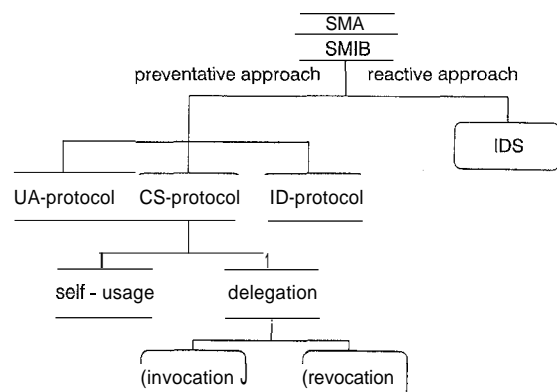 SMA
SMIB
preventative approach reactive approach
IDS
UA-protocol CS-protocol ID-protocol
self - usage delegation
(invocation (revocation